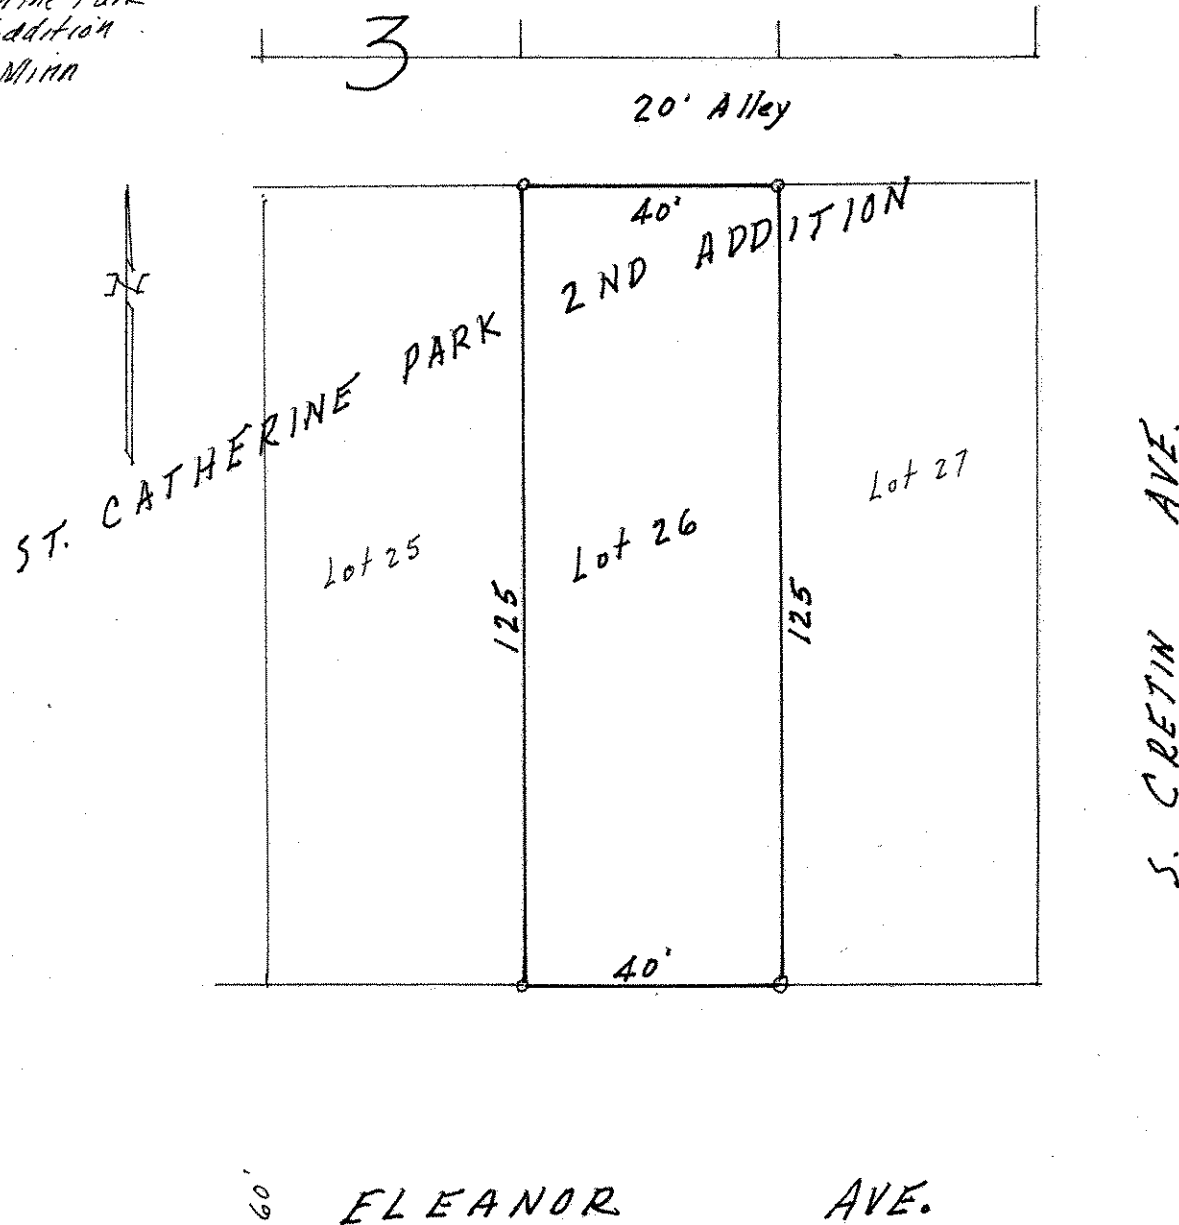 Park
Addition
Minn
3
20' Alley
N
40'
ST. CATHERINE PARK 2ND ADDITION
Lot 25
Lot 26
Lot 27
125
125
S. CRETIN AVE.
40'
60'
ELEANOR AVE.